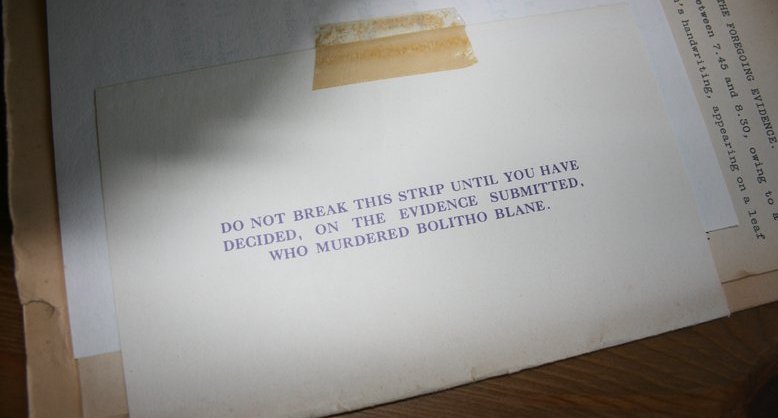 DO NOT BREAK THIS STRIP UNTIL YOU HAVE
DECIDED, ON THE EVIDENCE SUBMITTED,
WHO MURDERED BOLITHO BLANE.
THE FOREGOING EVIDENCE.
etween 7.45 and 8.30, owing to a
's handwriting, appearing on a leaf